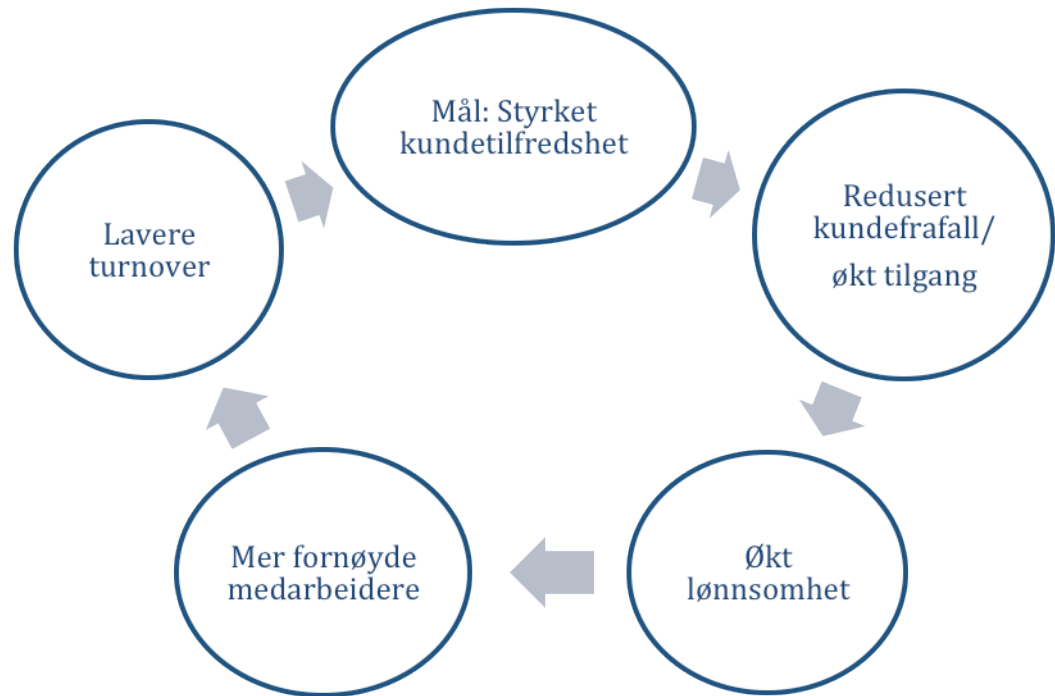 Mål: Styrket
kundetilfredshet
Redusert
kundefrafall/
økt tilgang
Økt
lønnsomhet
Mer fornøyde
medarbeidere
Lavere
turnover